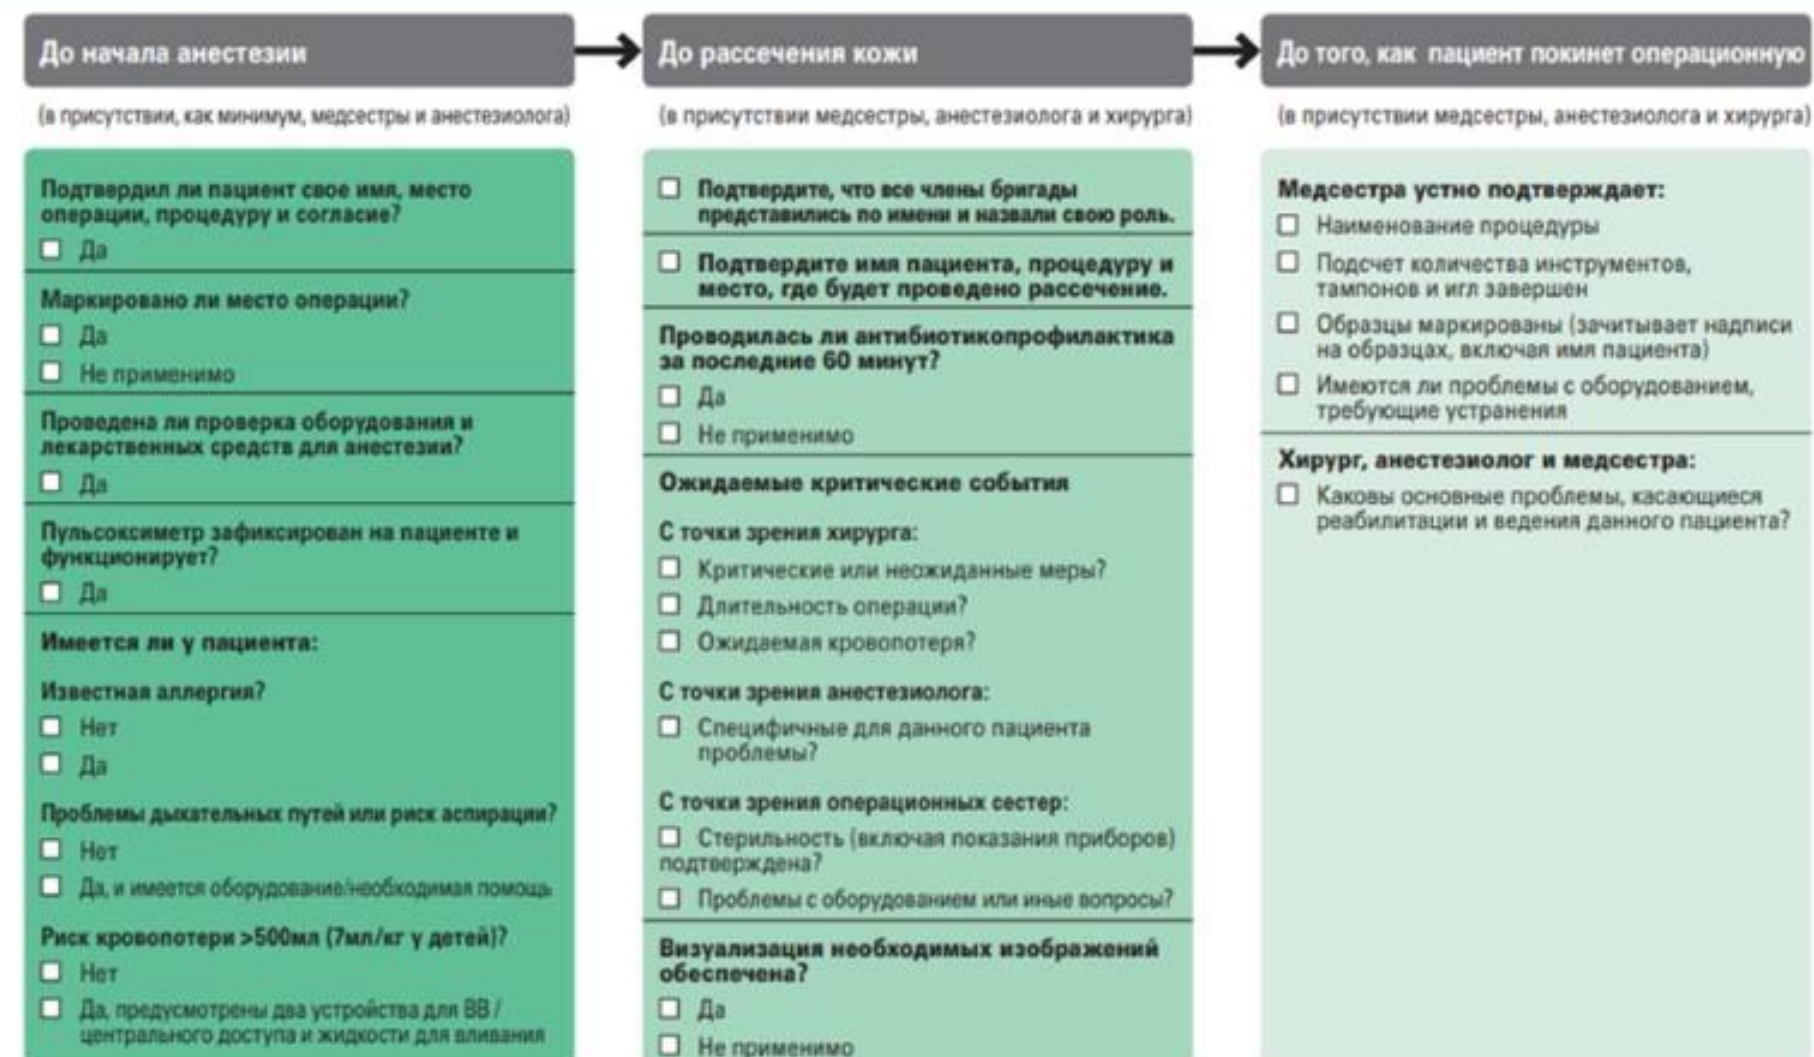 До начала анестезии
(в присутствии, как минимум, медсестры и анестезиолога)
Подтвердил ли пациент свое имя, место
операции, процедуру и согласие?
Да
Маркировано ли место операции?
Да
Не применимо
Проведена ли проверка оборудования и
лекарственных средств для анестезии?
Да
Пульсоксиметр зафиксирован на пациенте и
функционирует?
Да
Имеется ли у пациента:
Известная аллергия?
Нет
Да
Проблемы дыхательных путей или риск аспирации?
Нет
Да, и имеется оборудование/необходимая помощь
Риск кровопотери >500мл (7мл/кг у детей)?
Нет
Да, предусмотрены два устройства для ВВ /
центрального доступа и жидкости для вливания
До рассечения кожи
(в присутствии медсестры, анестезиолога и хирурга)
Подтвердите, что все члены бригады
представились по имени и назвали свою роль.
Подтвердите имя пациента, процедуру и
место, где будет проведено рассечение.
Проводилась ли антибиотикопрофилактика
за последние 60 минут?
Да
Не применимо
Ожидаемые критические события
С точки зрения хирурга:
Критические или неожиданные меры?
Длительность операции?
Ожидаемая кровопотеря?
С точки зрения анестезиолога:
Специфичные для данного пациента
проблемы?
С точки зрения операционных сестер:
Стерильность (включая показания приборов)
подтверждена?
Проблемы с оборудованием или иные вопросы?
Визуализация необходимых изображений
обеспечена?
Да
Не применимо
До того, как пациент покинет операционную
(в присутствии медсестры, анестезиолога и хирурга)
Медсестра устно подтверждает:
Наименование процедуры
Подсчет количества инструментов,
тампонов и игл завершен
Образцы маркированы (зачитывает надписи
на образцах, включая имя пациента)
Имеются ли проблемы с оборудованием,
требующие устранения
Хирург, анестезиолог и медсестра:
Каковы основные проблемы, касающиеся
реабилитации и ведения данного пациента?